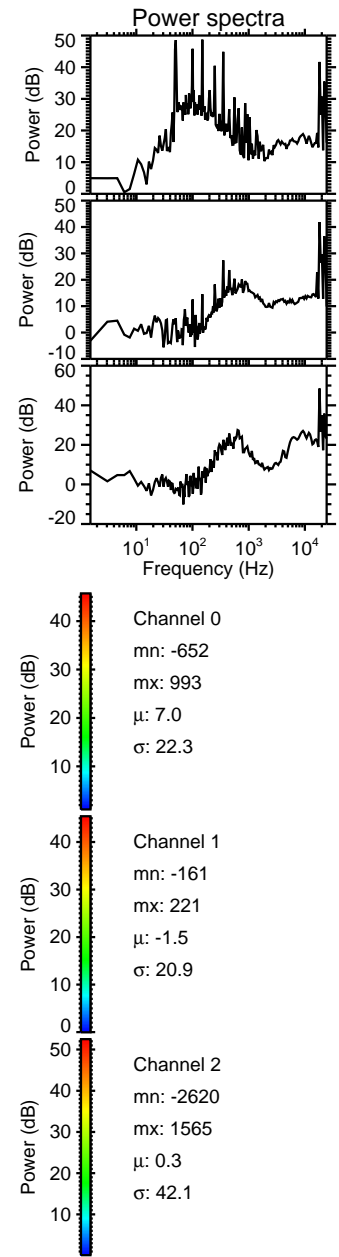 Power spectra
50
40
30
20
10
0
Power (dB)
50
40
30
20
10
0
-10
Power (dB)
60
40
20
0
-20
Power (dB)
10¹ 10² 10³ 10⁴
Frequency (Hz)
40
30
20
10
Power (dB)
Channel 0
mn: -652
mx: 993
μ: 7.0
σ: 22.3
40
30
20
10
0
Power (dB)
Channel 1
mn: -161
mx: 221
μ: -1.5
σ: 20.9
50
40
30
20
10
Power (dB)
Channel 2
mn: -2620
mx: 1565
μ: 0.3
σ: 42.1